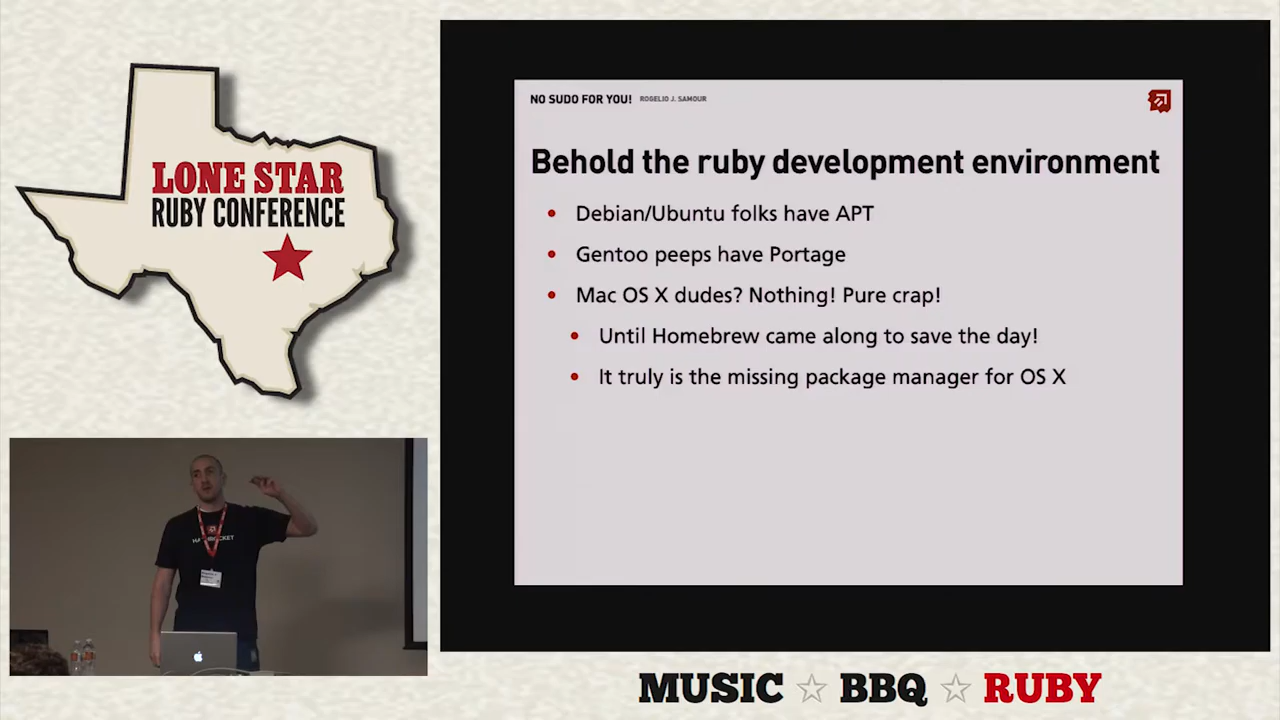 LONE STAR
RUBY CONFERENCE
NO SUDO FOR YOU! ROGELIO J. SAMOUR
Behold the ruby development environment
• Debian/Ubuntu folks have APT
• Gentoo peeps have Portage
• Mac OS X dudes? Nothing! Pure crap!
• Until Homebrew came along to save the day!
• It truly is the missing package manager for OS X
MUSIC ☆ BBQ ☆ RUBY